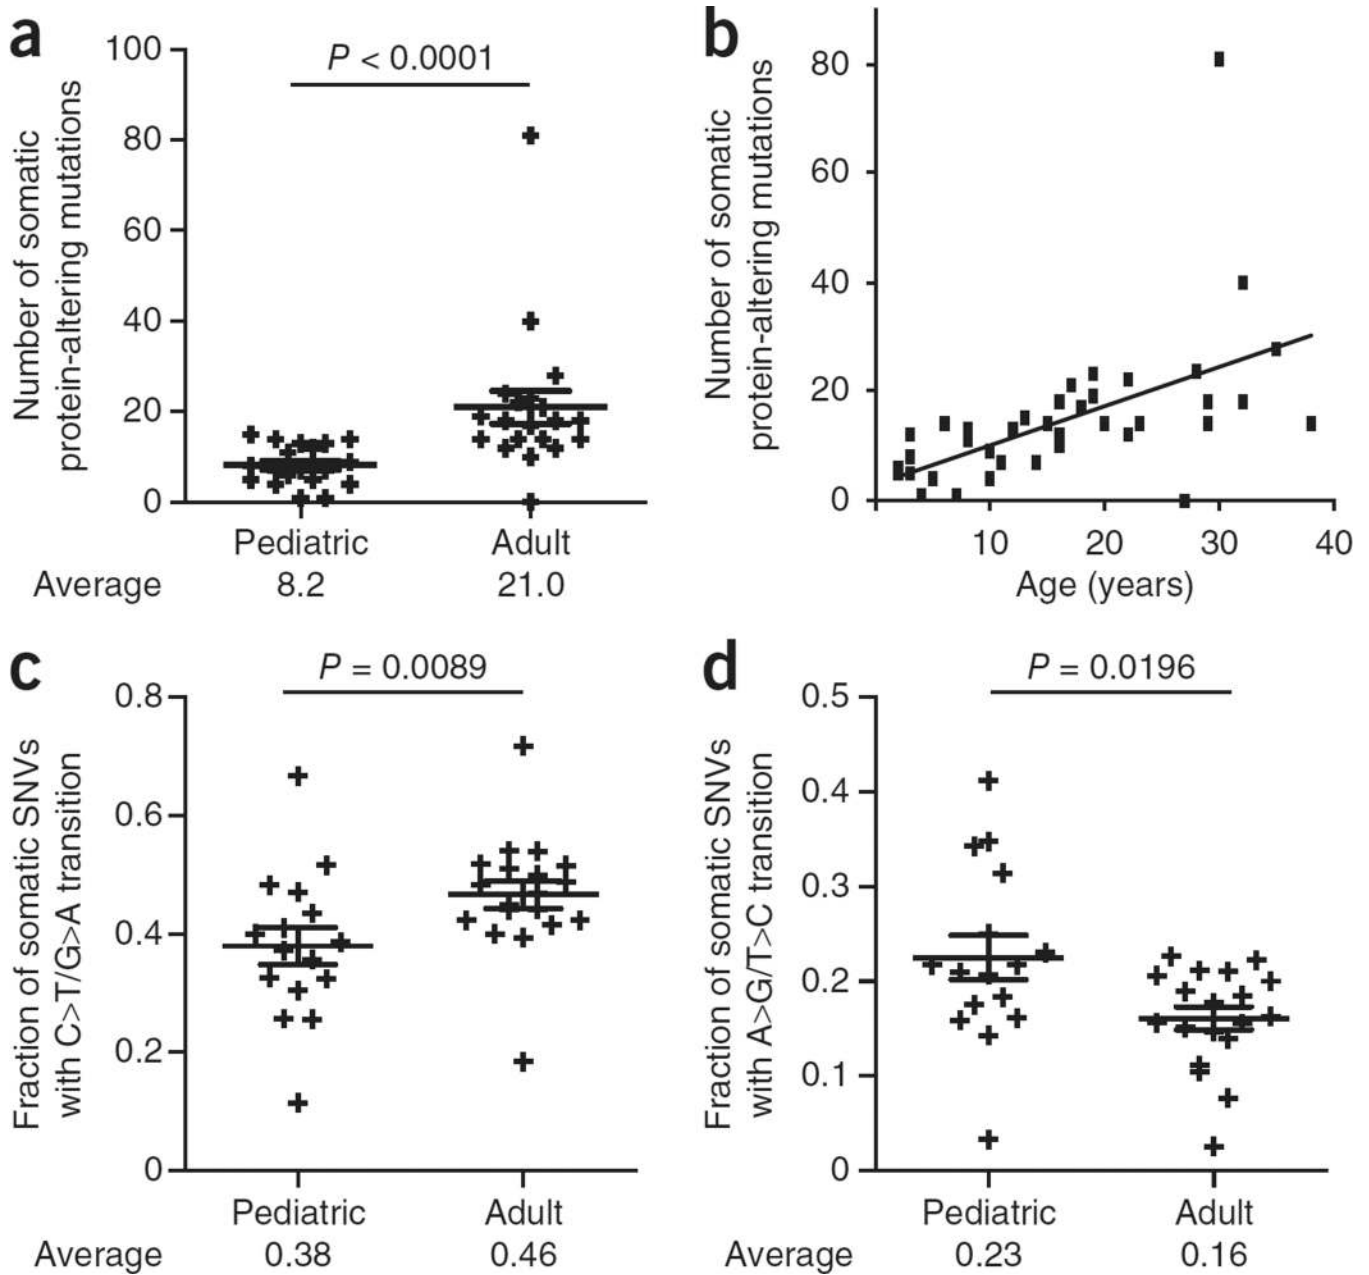 a
P < 0.0001
Number of somatic
protein-altering mutations
100
80
60
40
20
0
Pediatric Adult
Average 8.2 21.0
b
Number of somatic
protein-altering mutations
80
60
40
20
0
10 20 30 40
Age (years)
c
P = 0.0089
Fraction of somatic SNVs
with C>T/G>A transition
0.8
0.6
0.4
0.2
0
Pediatric Adult
Average 0.38 0.46
d
P = 0.0196
Fraction of somatic SNVs
with A>G/T>C transition
0.5
0.4
0.3
0.2
0.1
0
Pediatric Adult
Average 0.23 0.16